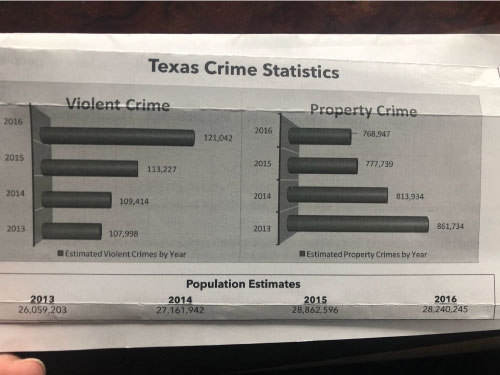 Texas Crime Statistics
Violent Crime
2016
121,042
2015
113,227
2014
109,414
2013
107,998
Estimated Violent Crimes by Year
Property Crime
2016
768,947
2015
777,739
2014
813,934
2013
861,734
Estimated Property Crimes by Year
Population Estimates
2013 2014 2015 2016
26,059,203 27,161,942 28,862,596 28,240,245